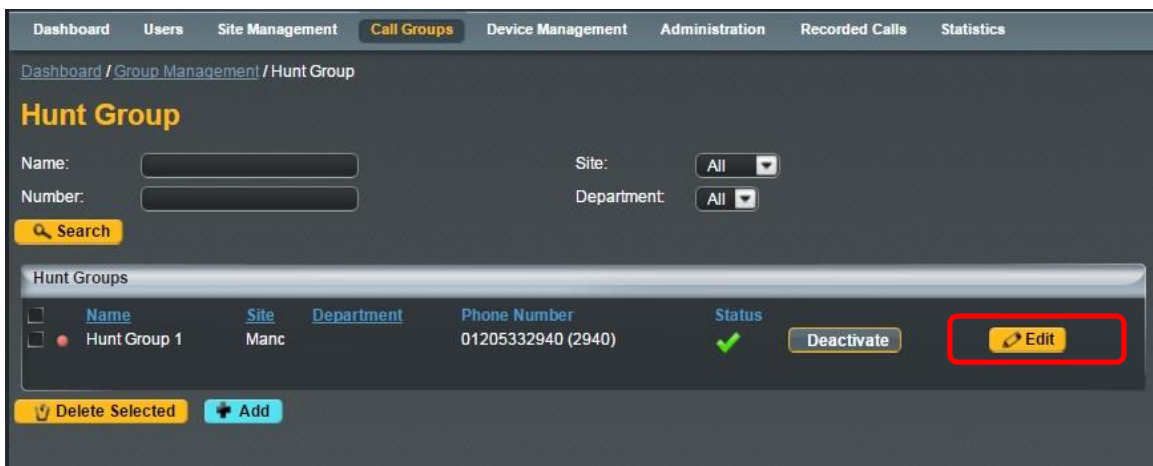 Dashboard Users Site Management Call Groups Device Management Administration Recorded Calls Statistics
Dashboard / Group Management / Hunt Group
Hunt Group
Name: Site: All
Number: Department: All
Search
Hunt Groups
Name Site Department Phone Number Status
Hunt Group 1 Manc 01205332940 (2940) Deactivate Edit
Delete Selected Add